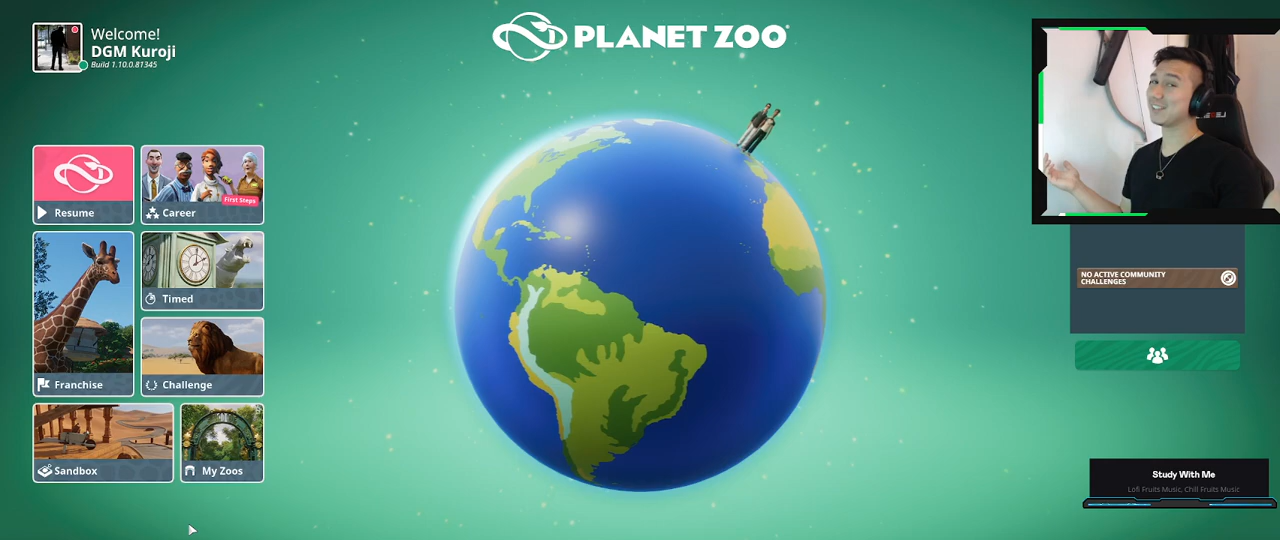 Welcome!
DGM Kuroji
Build 1.10.0.81345
PLANET ZOO
Resume
First Steps
Career
Timed
Franchise
Challenge
Sandbox
My Zoos
NO ACTIVE COMMUNITY
CHALLENGES
Study With Me
Lofi Fruits Music, Chill Fruits Music